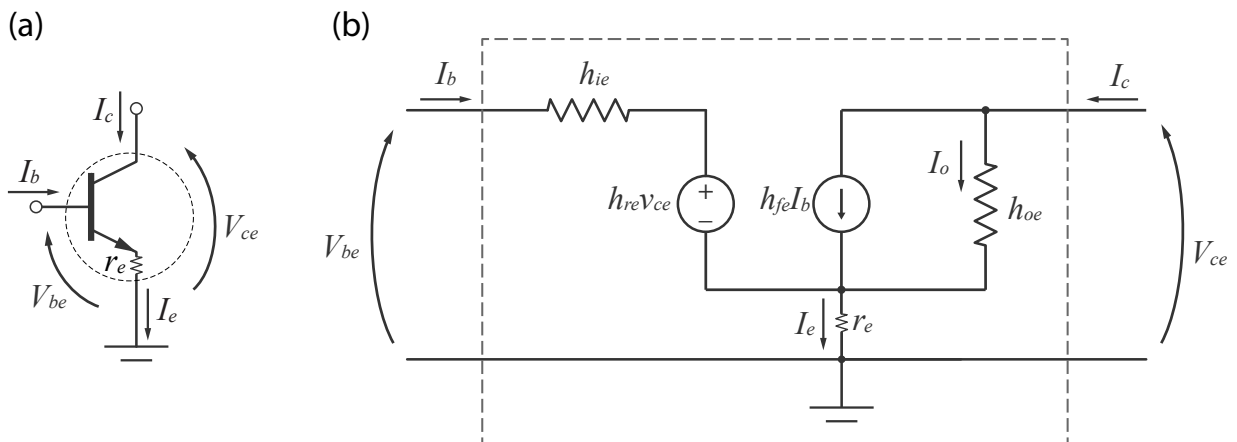 (a)
I_c
I_b
r_e
V_be
V_ce
I_e
(b)
I_b
h_ie
I_c
I_o
h_re v_ce
h_fe I_b
h_oe
V_be
V_ce
I_e
r_e